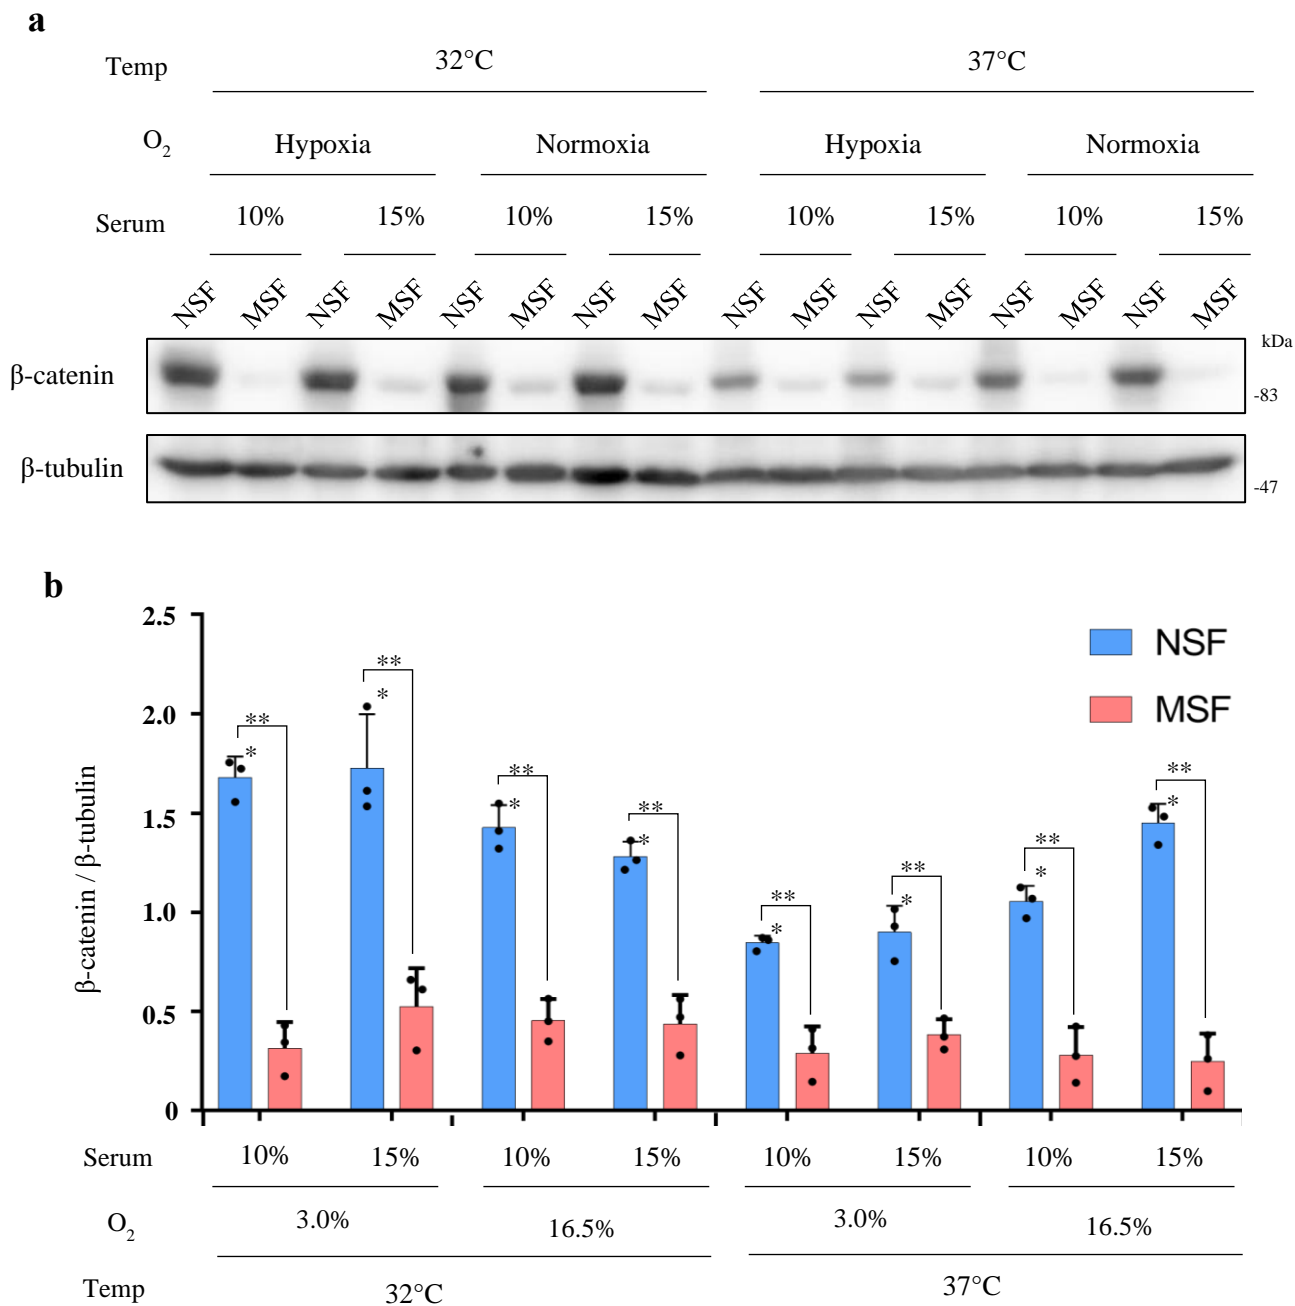 a
Temp 32°C 37°C
O2 Hypoxia Normoxia Hypoxia Normoxia
Serum 10% 15% 10% 15% 10% 15% 10% 15%
NSF MSF NSF MSF NSF MSF NSF MSF NSF MSF NSF MSF NSF MSF NSF MSF
kDa
β-catenin -83
β-tubulin -47
b
2.5
2.0
1.5
1.0
0.5
0
β-catenin / β-tubulin
NSF
MSF
** ** ** ** ** ** ** **
* * * * * * * *
Serum 10% 15% 10% 15% 10% 15% 10% 15%
O2 3.0% 16.5% 3.0% 16.5%
Temp 32°C 37°C